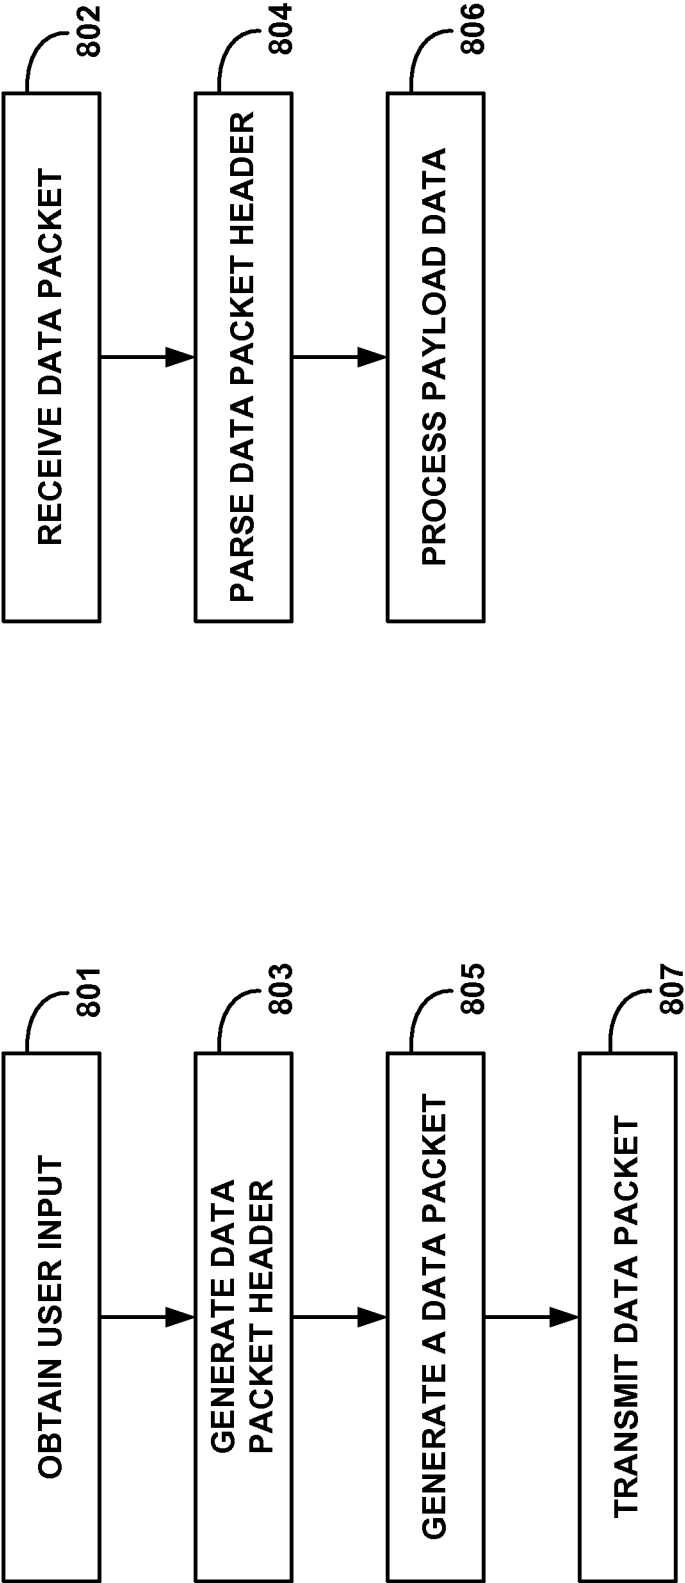 OBTAIN USER INPUT
801
GENERATE DATA
PACKET HEADER
803
GENERATE A DATA PACKET
805
TRANSMIT DATA PACKET
807
RECEIVE DATA PACKET
802
PARSE DATA PACKET HEADER
804
PROCESS PAYLOAD DATA
806